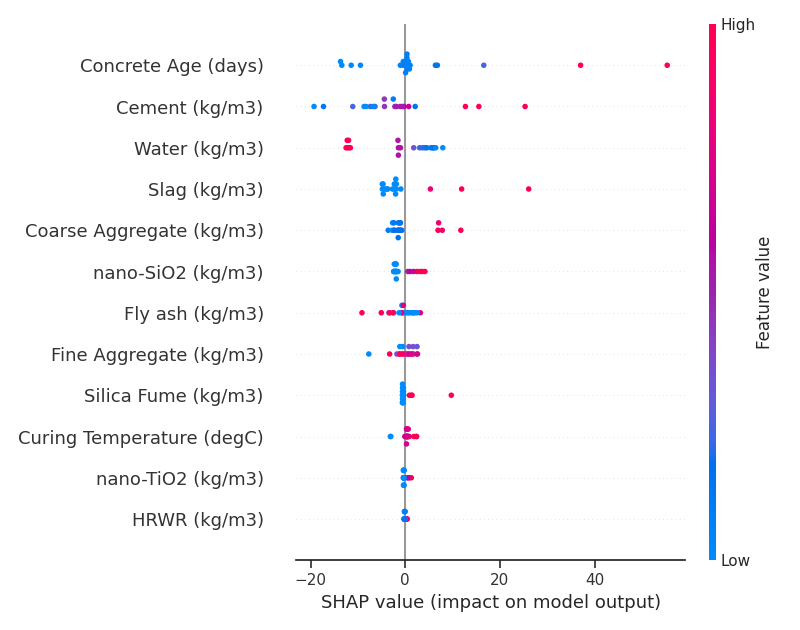 High
Concrete Age (days)
Cement (kg/m3)
Water (kg/m3)
Slag (kg/m3)
Coarse Aggregate (kg/m3)
nano-SiO2 (kg/m3)
Fly ash (kg/m3)
Fine Aggregate (kg/m3)
Silica Fume (kg/m3)
Curing Temperature (degC)
nano-TiO2 (kg/m3)
HRWR (kg/m3)
Feature value
Low
−20 0 20 40
SHAP value (impact on model output)